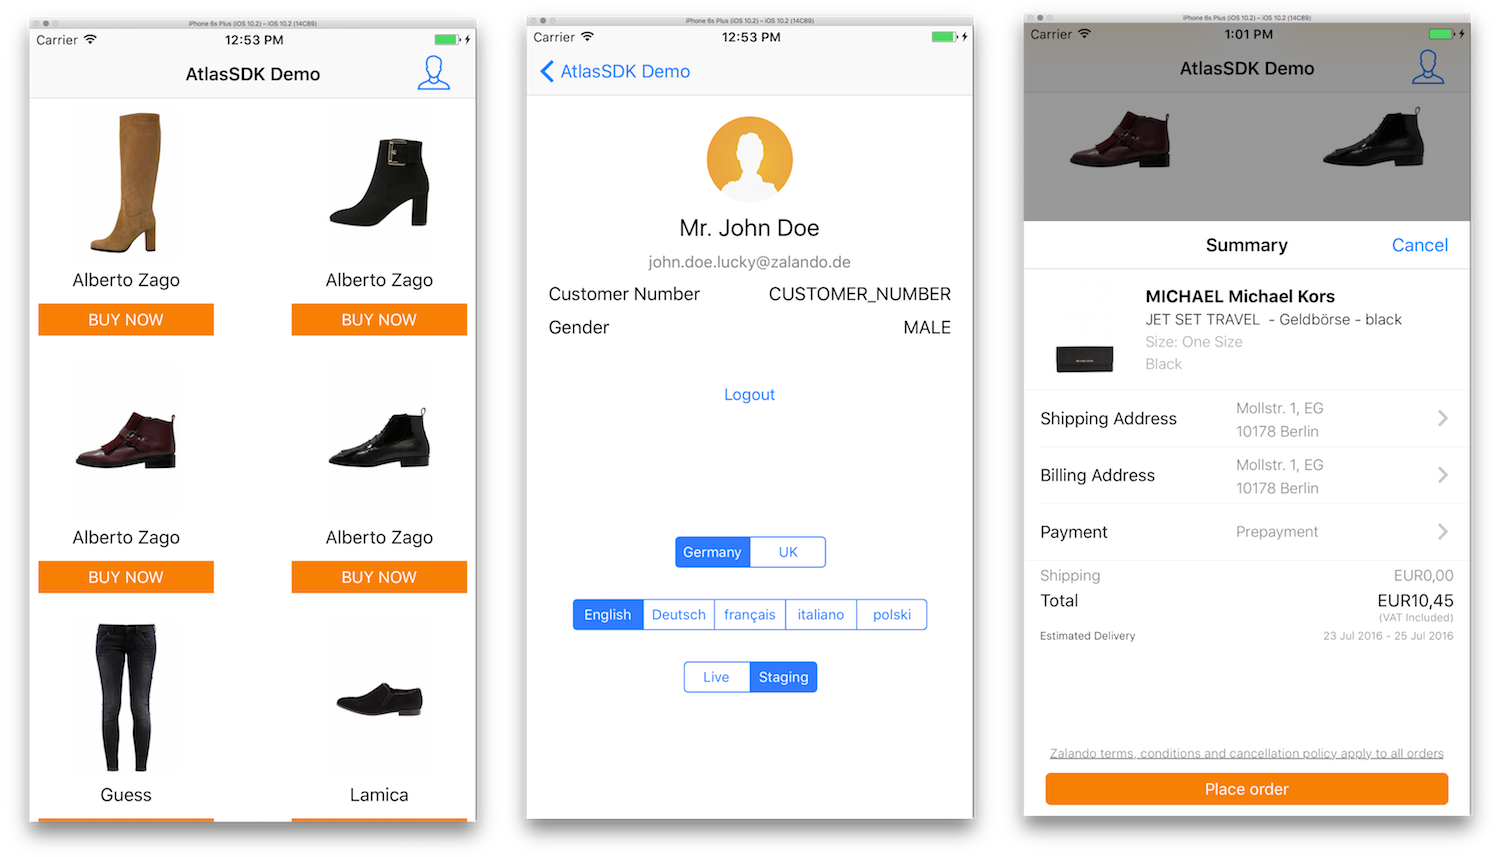 iPhone 6s Plus (iOS 10.2) – iOS 10.2 (14C89)
Carrier 12:53 PM
AtlasSDK Demo
Alberto Zago Alberto Zago
BUY NOW BUY NOW
Alberto Zago Alberto Zago
BUY NOW BUY NOW
Guess Lamica
iPhone 6s Plus (iOS 10.2) – iOS 10.2 (14C89)
Carrier 12:53 PM
AtlasSDK Demo
Mr. John Doe
john.doe.lucky@zalando.de
Customer Number CUSTOMER_NUMBER
Gender MALE
Logout
Germany UK
English Deutsch français italiano polski
Live Staging
iPhone 6s Plus (iOS 10.2) – iOS 10.2 (14C89)
Carrier 1:01 PM
AtlasSDK Demo
Summary Cancel
MICHAEL Michael Kors
JET SET TRAVEL - Geldbörse - black
Size: One Size
Black
Shipping Address Mollstr. 1, EG
10178 Berlin
Billing Address Mollstr. 1, EG
10178 Berlin
Payment Prepayment
Shipping EUR0,00
Total EUR10,45
(VAT Included)
Estimated Delivery 23 Jul 2016 - 25 Jul 2016
Zalando terms, conditions and cancellation policy apply to all orders
Place order